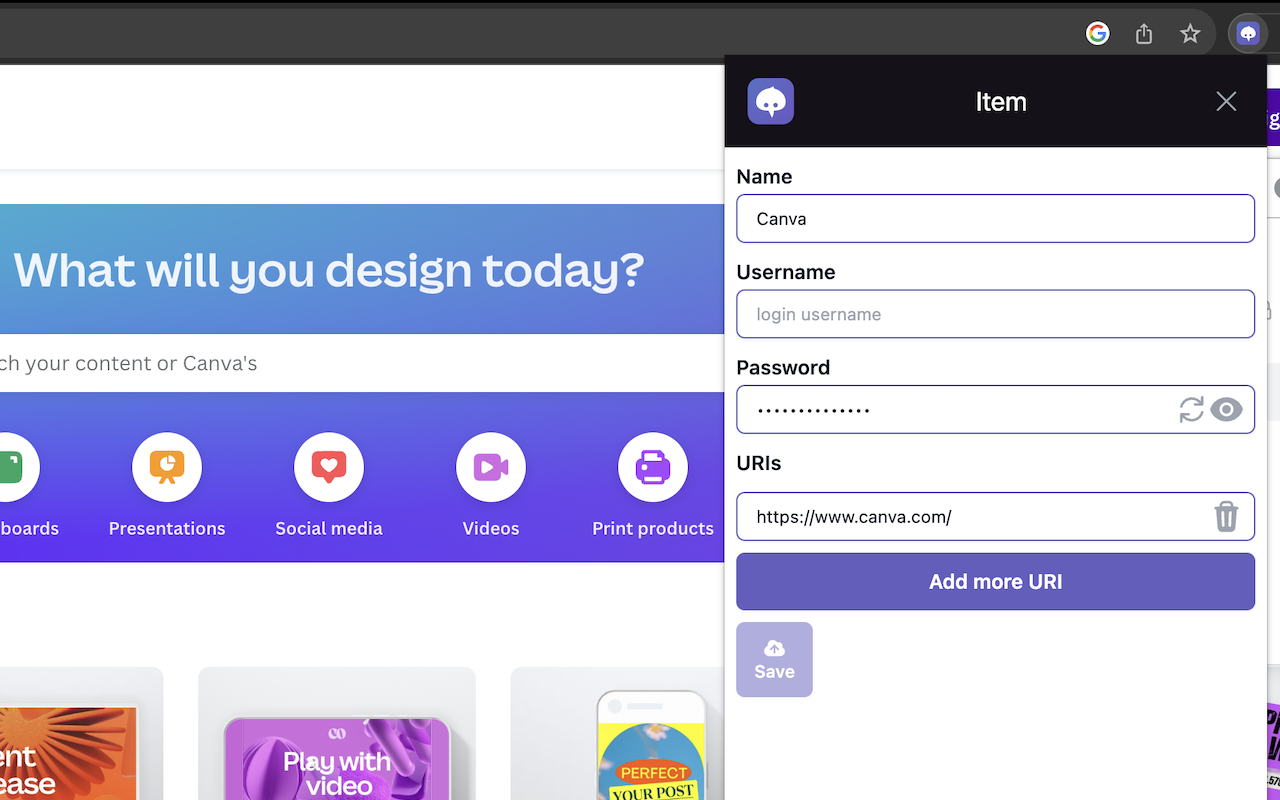 Item
Name
Canva
Username
login username
Password
URIs
https://www.canva.com/
Add more URI
Save
What will you design today?
ch your content or Canva's
boards
Presentations
Social media
Videos
Print products
ent
ease
co
Play with
video
PERFECT
YOUR POST